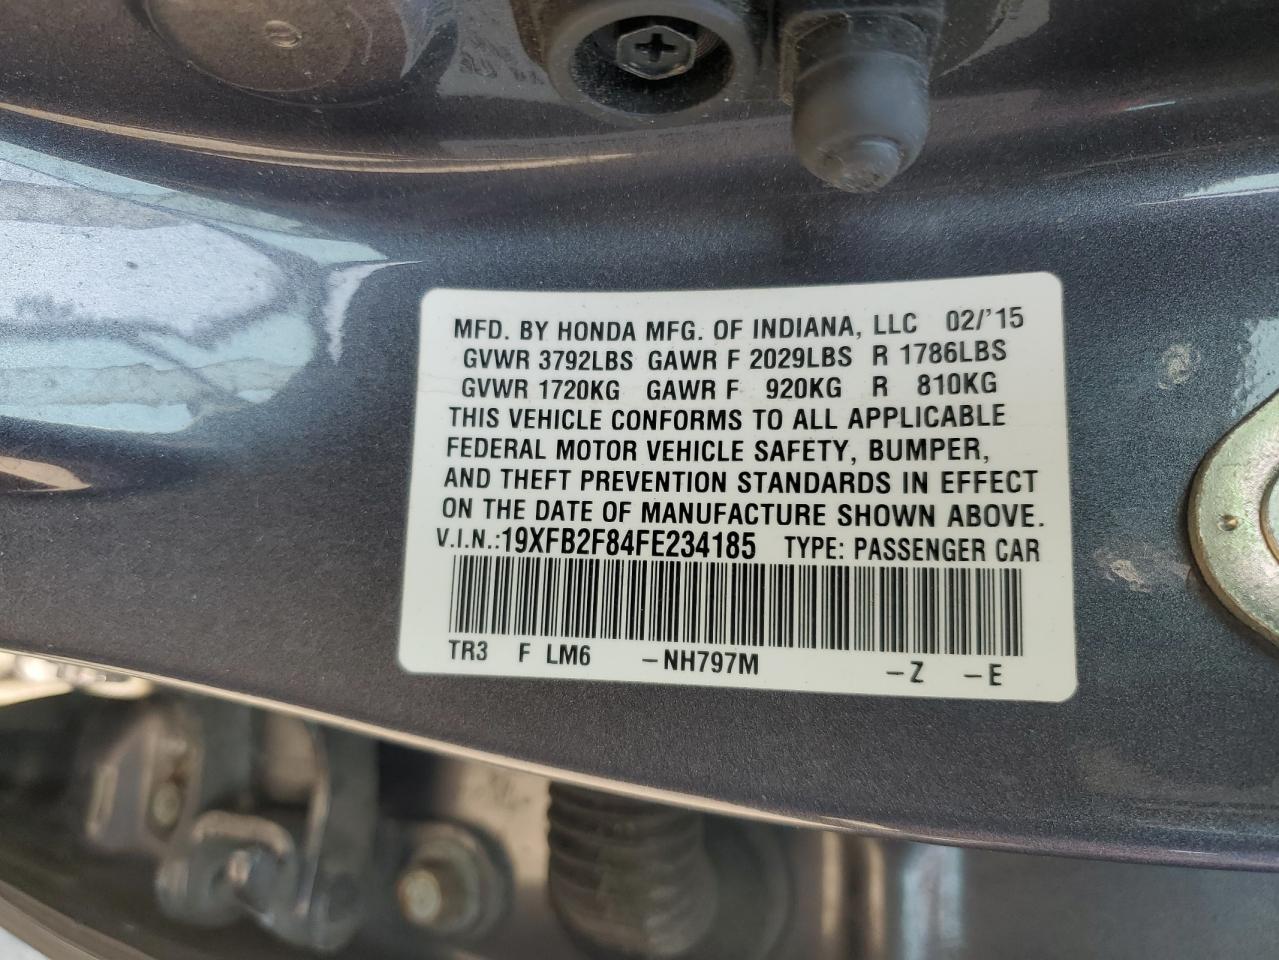 MFD. BY HONDA MFG. OF INDIANA, LLC 02/'15
GVWR 3792LBS GAWR F 2029LBS R 1786LBS
GVWR 1720KG GAWR F 920KG R 810KG
THIS VEHICLE CONFORMS TO ALL APPLICABLE
FEDERAL MOTOR VEHICLE SAFETY, BUMPER,
AND THEFT PREVENTION STANDARDS IN EFFECT
ON THE DATE OF MANUFACTURE SHOWN ABOVE.
V.I.N.:19XFB2F84FE234185 TYPE: PASSENGER CAR
TR3 F LM6 -NH797M -Z -E